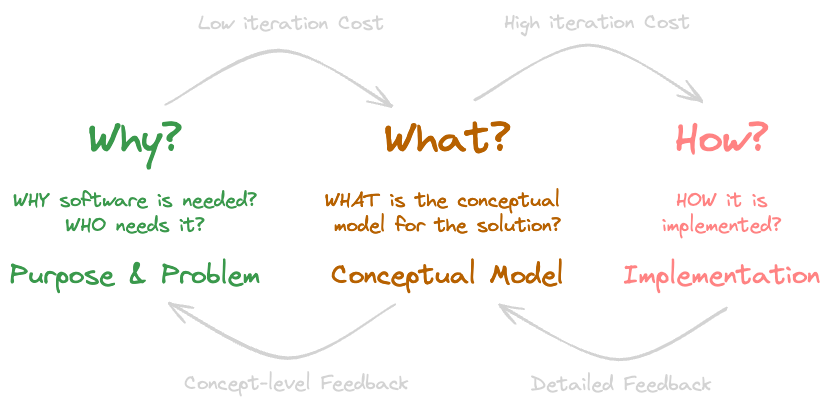 Low iteration Cost
High iteration Cost
Why?
What?
How?
WHY software is needed?
WHO needs it?
WHAT is the conceptual
model for the solution?
HOW it is
implemented?
Purpose & Problem
Conceptual Model
Implementation
Concept-level Feedback
Detailed Feedback